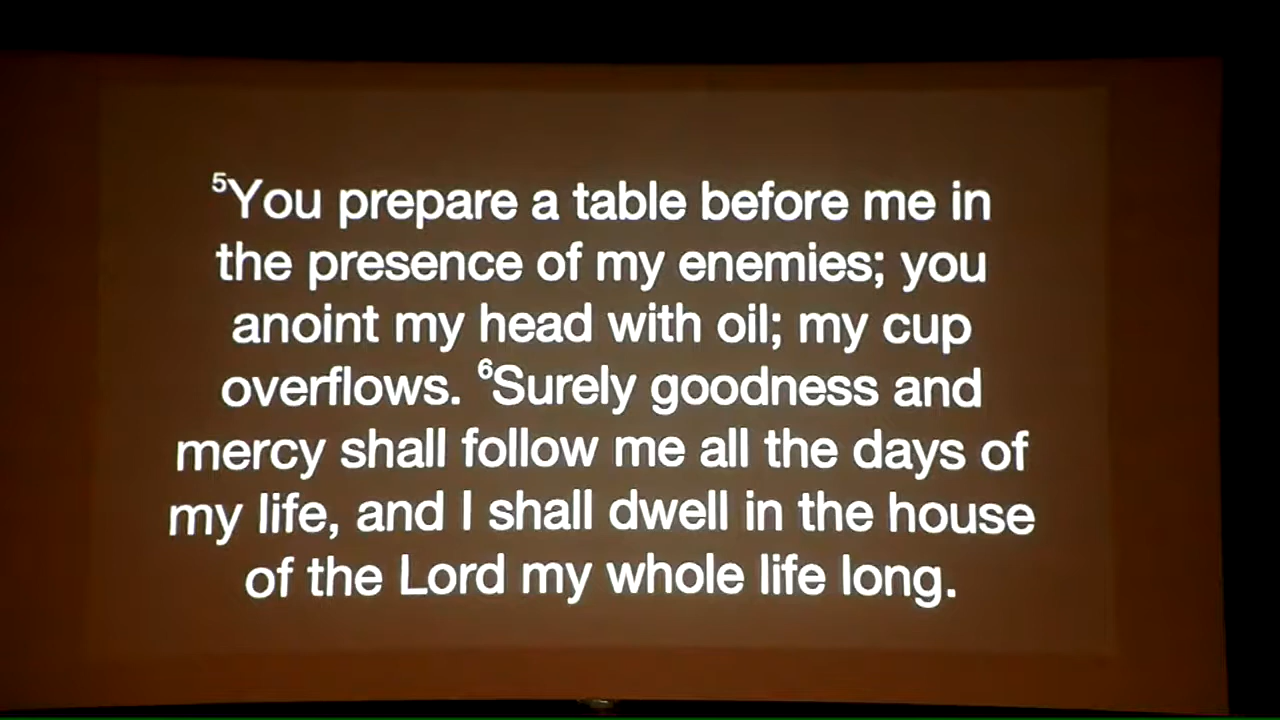 ⁵You prepare a table before me in
the presence of my enemies; you
anoint my head with oil; my cup
overflows. ⁶Surely goodness and
mercy shall follow me all the days of
my life, and I shall dwell in the house
of the Lord my whole life long.